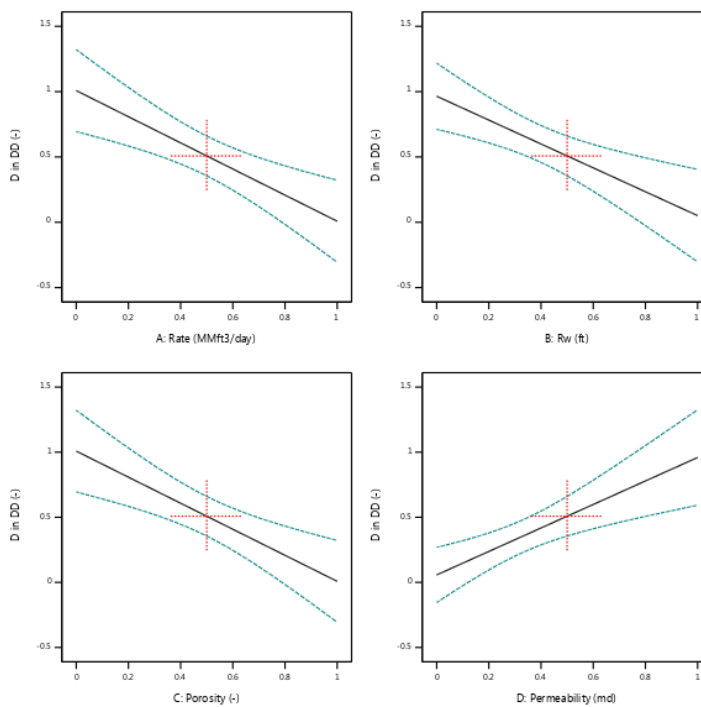 1.5
1
0.5
0
-0.5
D in DD (-)
0 0.2 0.4 0.6 0.8 1
A: Rate (MMft3/day)
1.5
1
0.5
0
-0.5
D in DD (-)
0 0.2 0.4 0.6 0.8 1
B: Rw (ft)
1.5
1
0.5
0
-0.5
D in DD (-)
0 0.2 0.4 0.6 0.8 1
C: Porosity (-)
1.5
1
0.5
0
-0.5
D in DD (-)
0 0.2 0.4 0.6 0.8 1
D: Permeability (md)